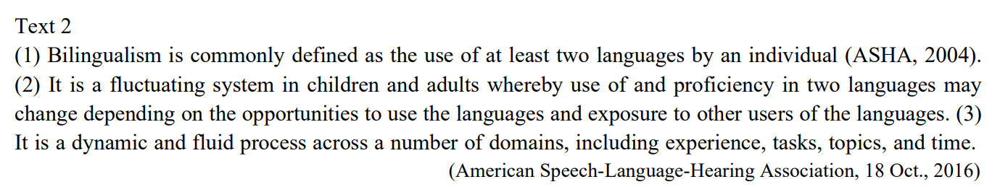 Text 2
(1) Bilingualism is commonly defined as the use of at least two languages by an individual (ASHA, 2004).
(2) It is a fluctuating system in children and adults whereby use of and proficiency in two languages may
change depending on the opportunities to use the languages and exposure to other users of the languages. (3)
It is a dynamic and fluid process across a number of domains, including experience, tasks, topics, and time.
(American Speech-Language-Hearing Association, 18 Oct., 2016)